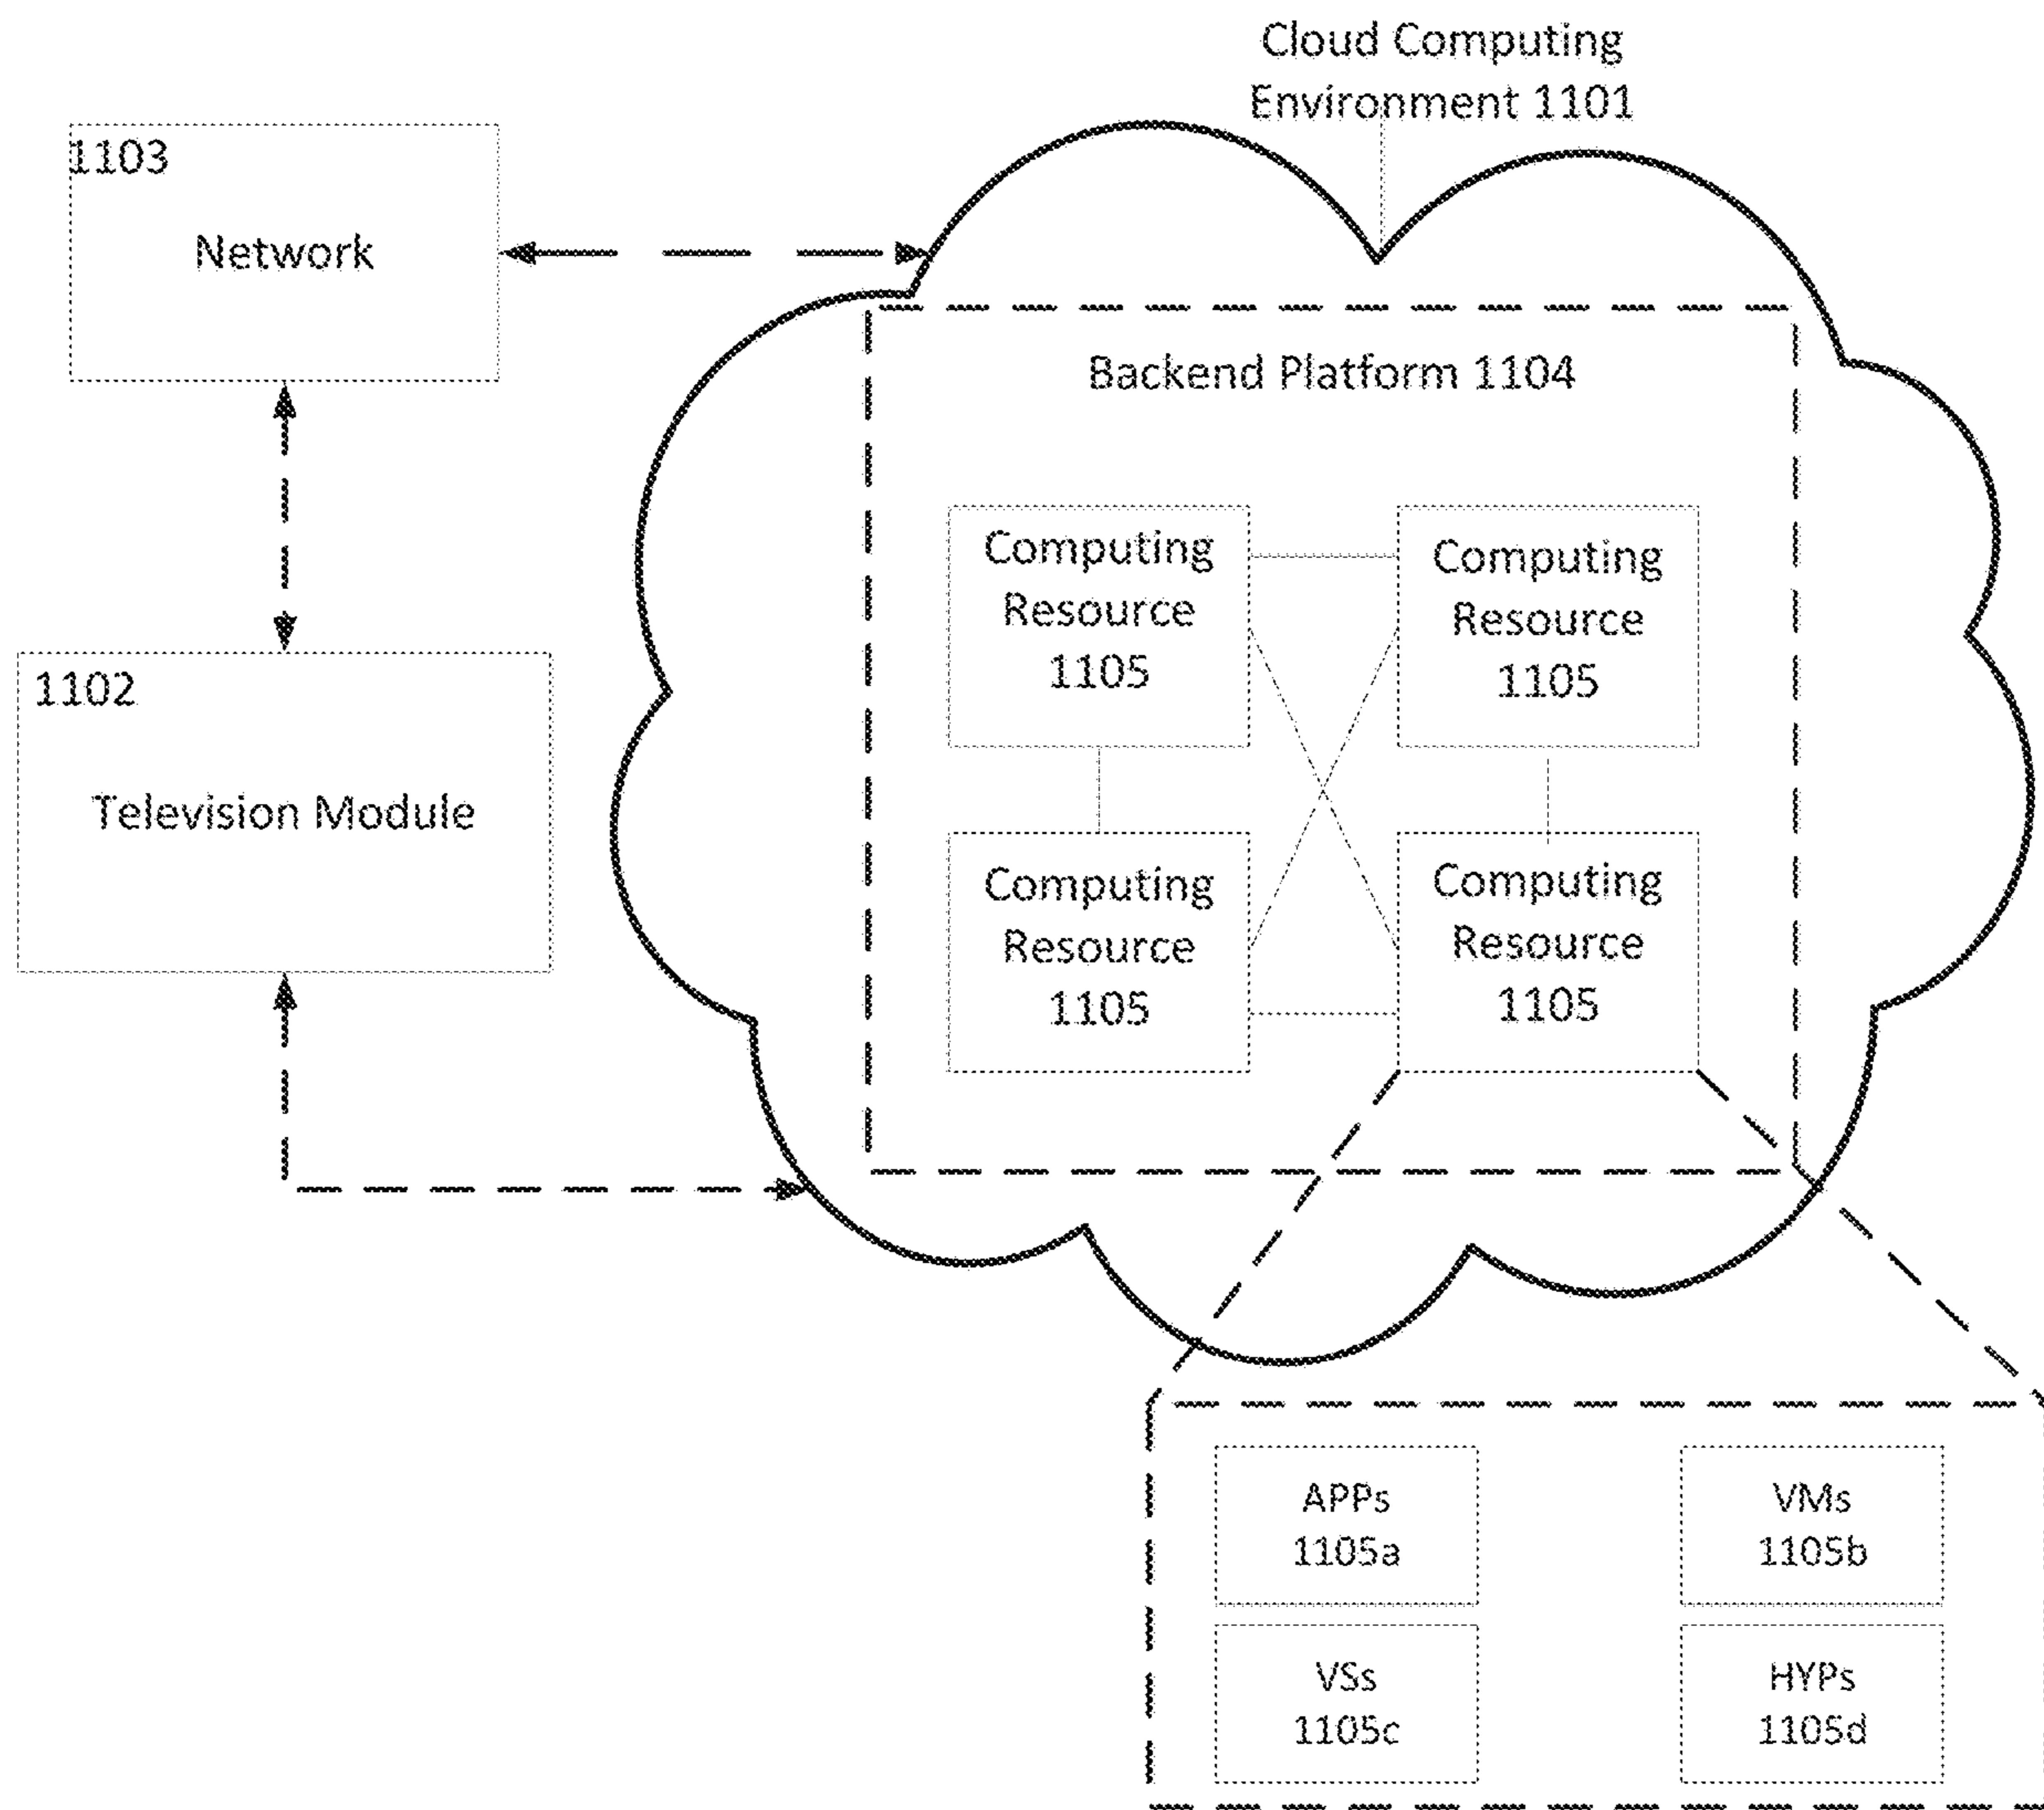 Cloud Computing
Environment 1101
1103
Network
Backend Platform 1104
Computing
Resource
1105
Computing
Resource
1105
1102
Television Module
Computing
Resource
1105
Computing
Resource
1105
APPs
1105a
VMs
1105b
VSs
1105c
HYPs
1105d